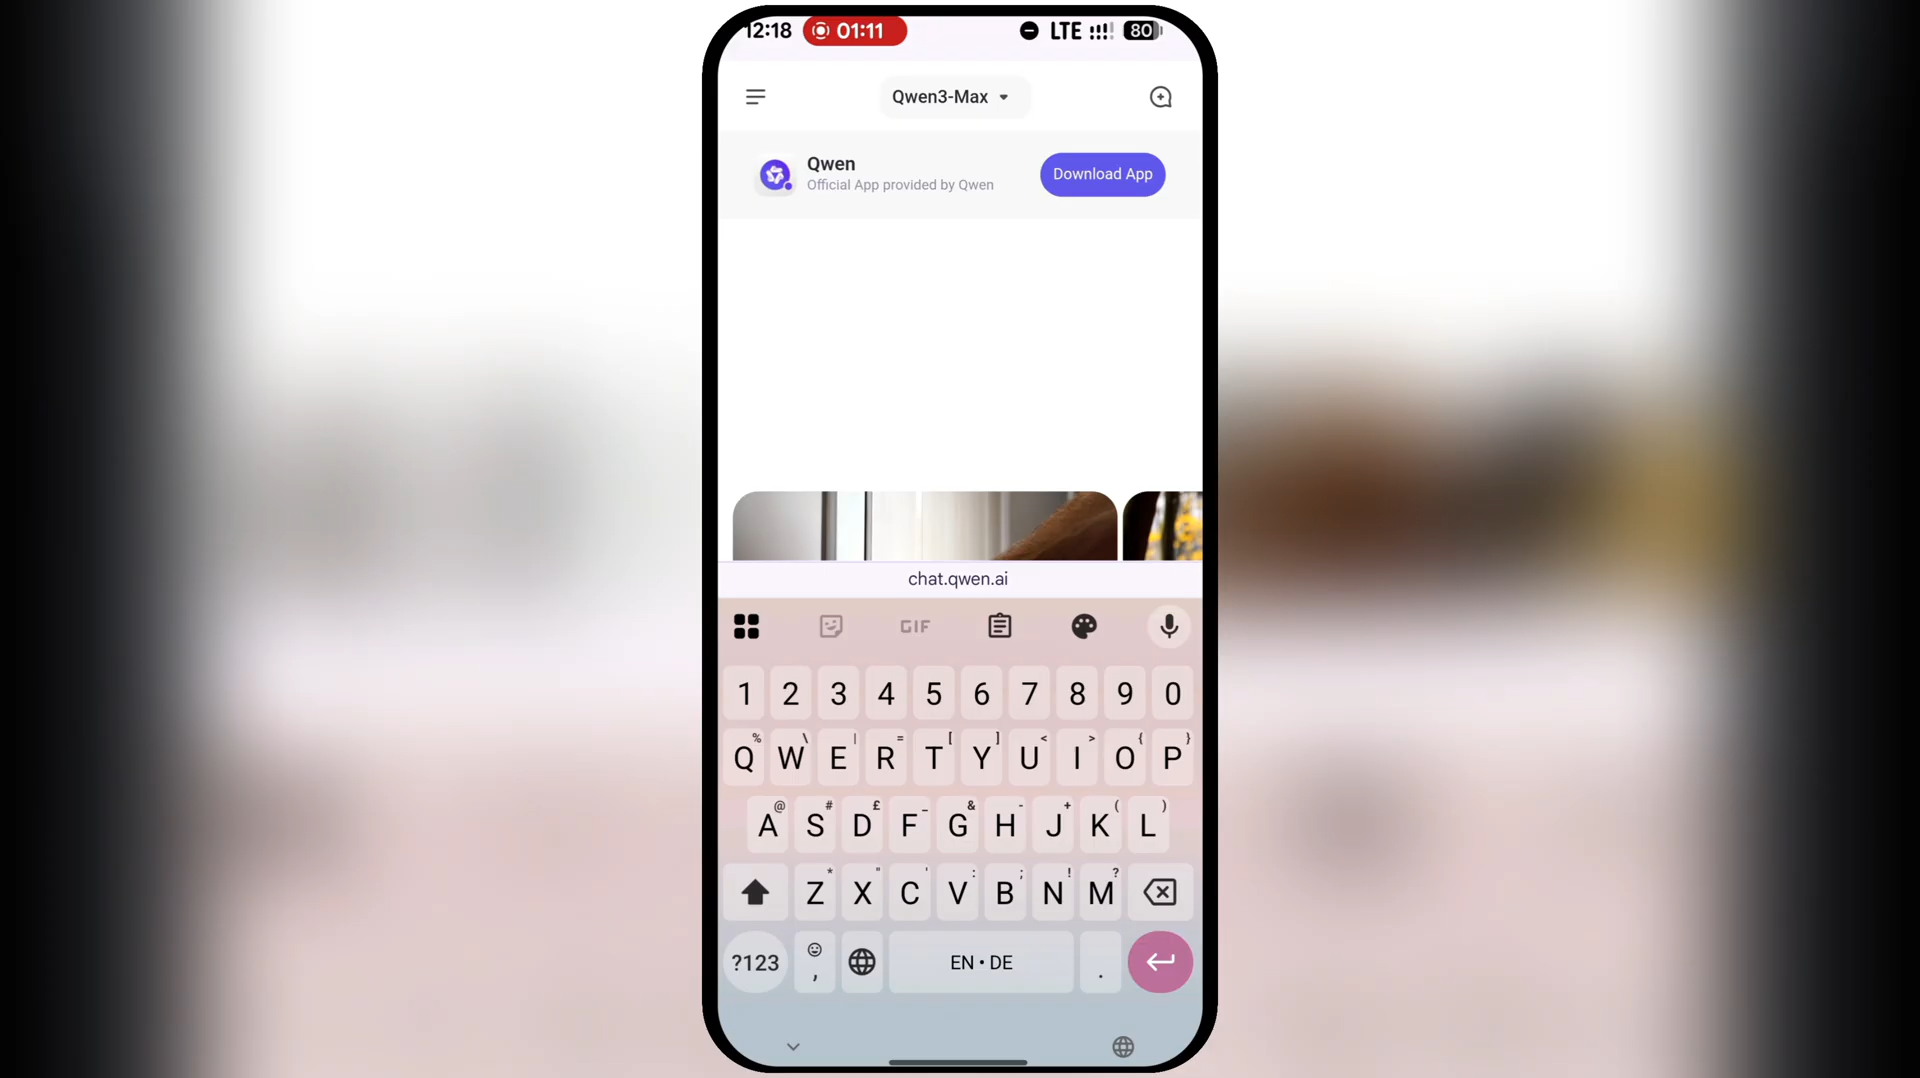 12:18 01:11 LTE 80
Qwen3-Max
Qwen
Official App provided by Qwen
Download App
chat.qwen.ai
GIF
1 2 3 4 5 6 7 8 9 0
% \ | = [ ] < > { }
Q W E R T Y U I O P
@ # £ _ & - + ( )
A S D F G H J K L
* " ' : ; ! ?
Z X C V B N M
?123 , EN • DE .